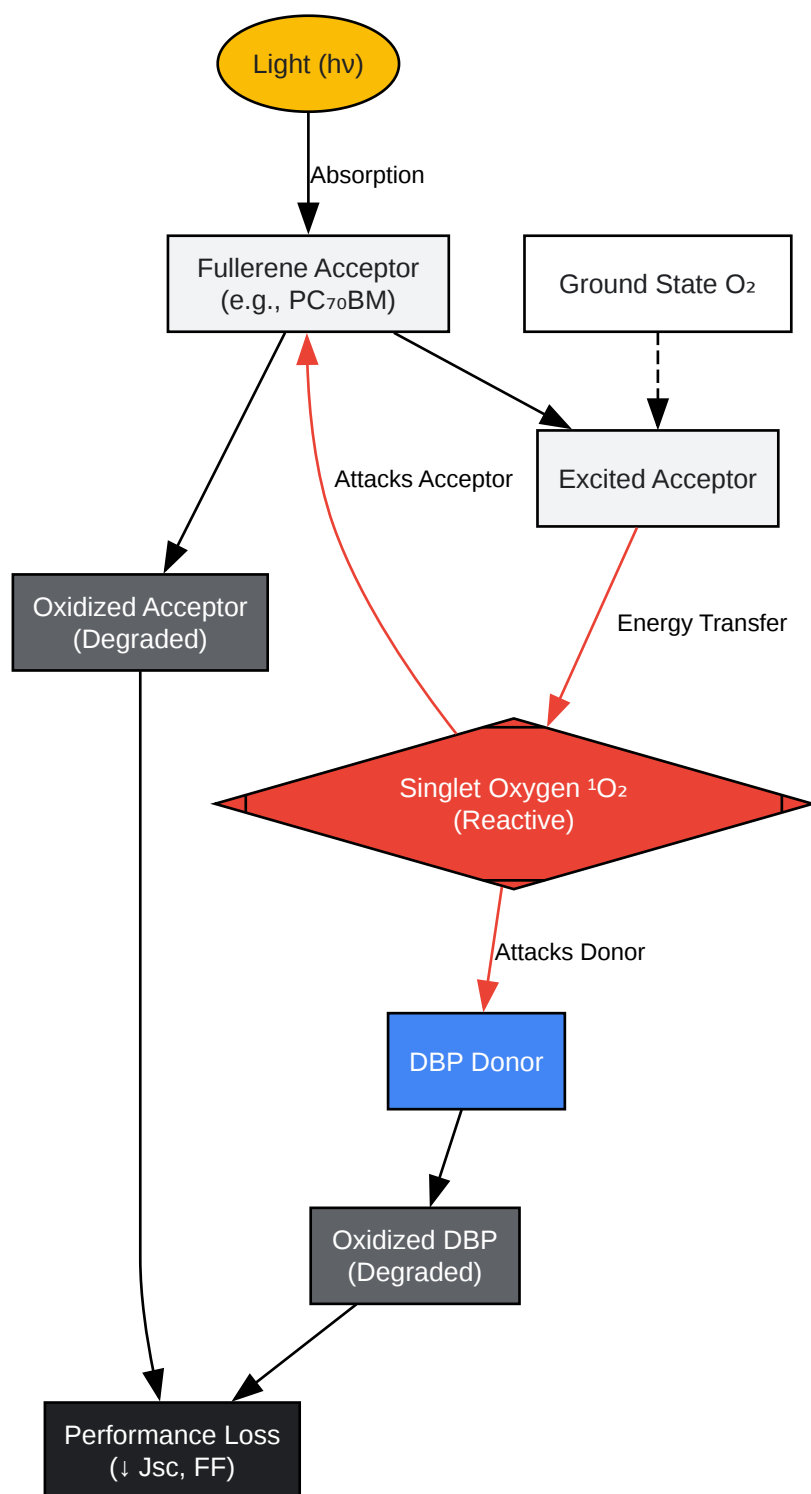 Light (hν)
Absorption
Fullerene Acceptor
(e.g., PC₇₀BM)
Ground State O₂
Attacks Acceptor
Excited Acceptor
Oxidized Acceptor
(Degraded)
Energy Transfer
Singlet Oxygen ¹O₂
(Reactive)
Attacks Donor
DBP Donor
Oxidized DBP
(Degraded)
Performance Loss
(↓ Jsc, FF)